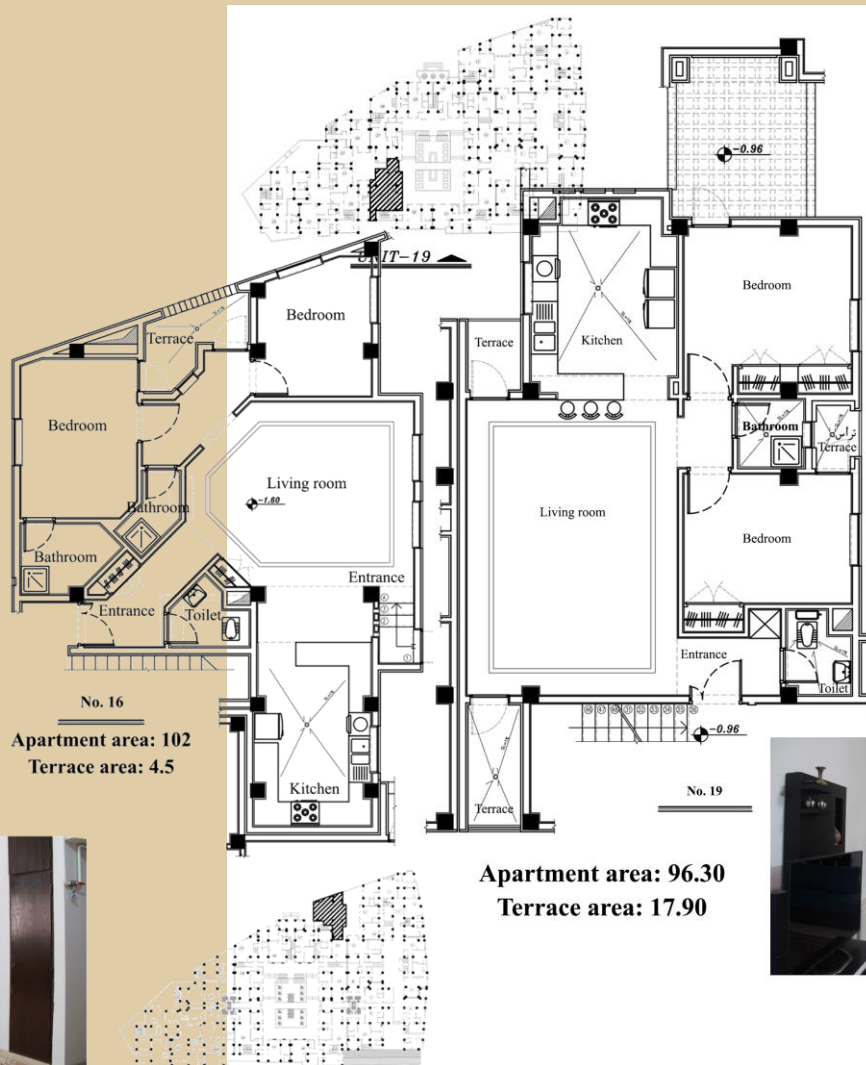 UNIT-19
-0.96
Bedroom
Terrace
Bedroom
Bedroom
Living room
-1.60
Bathroom
Bathroom
Entrance
Entrance
Toilet
Kitchen
No. 16
Apartment area: 102
Terrace area: 4.5
Bedroom
Kitchen
Terrace
Bathroom
تراس
Terrace
Living room
Bedroom
Entrance
Toilet
-0.96
Terrace
No. 19
Apartment area: 96.30
Terrace area: 17.90